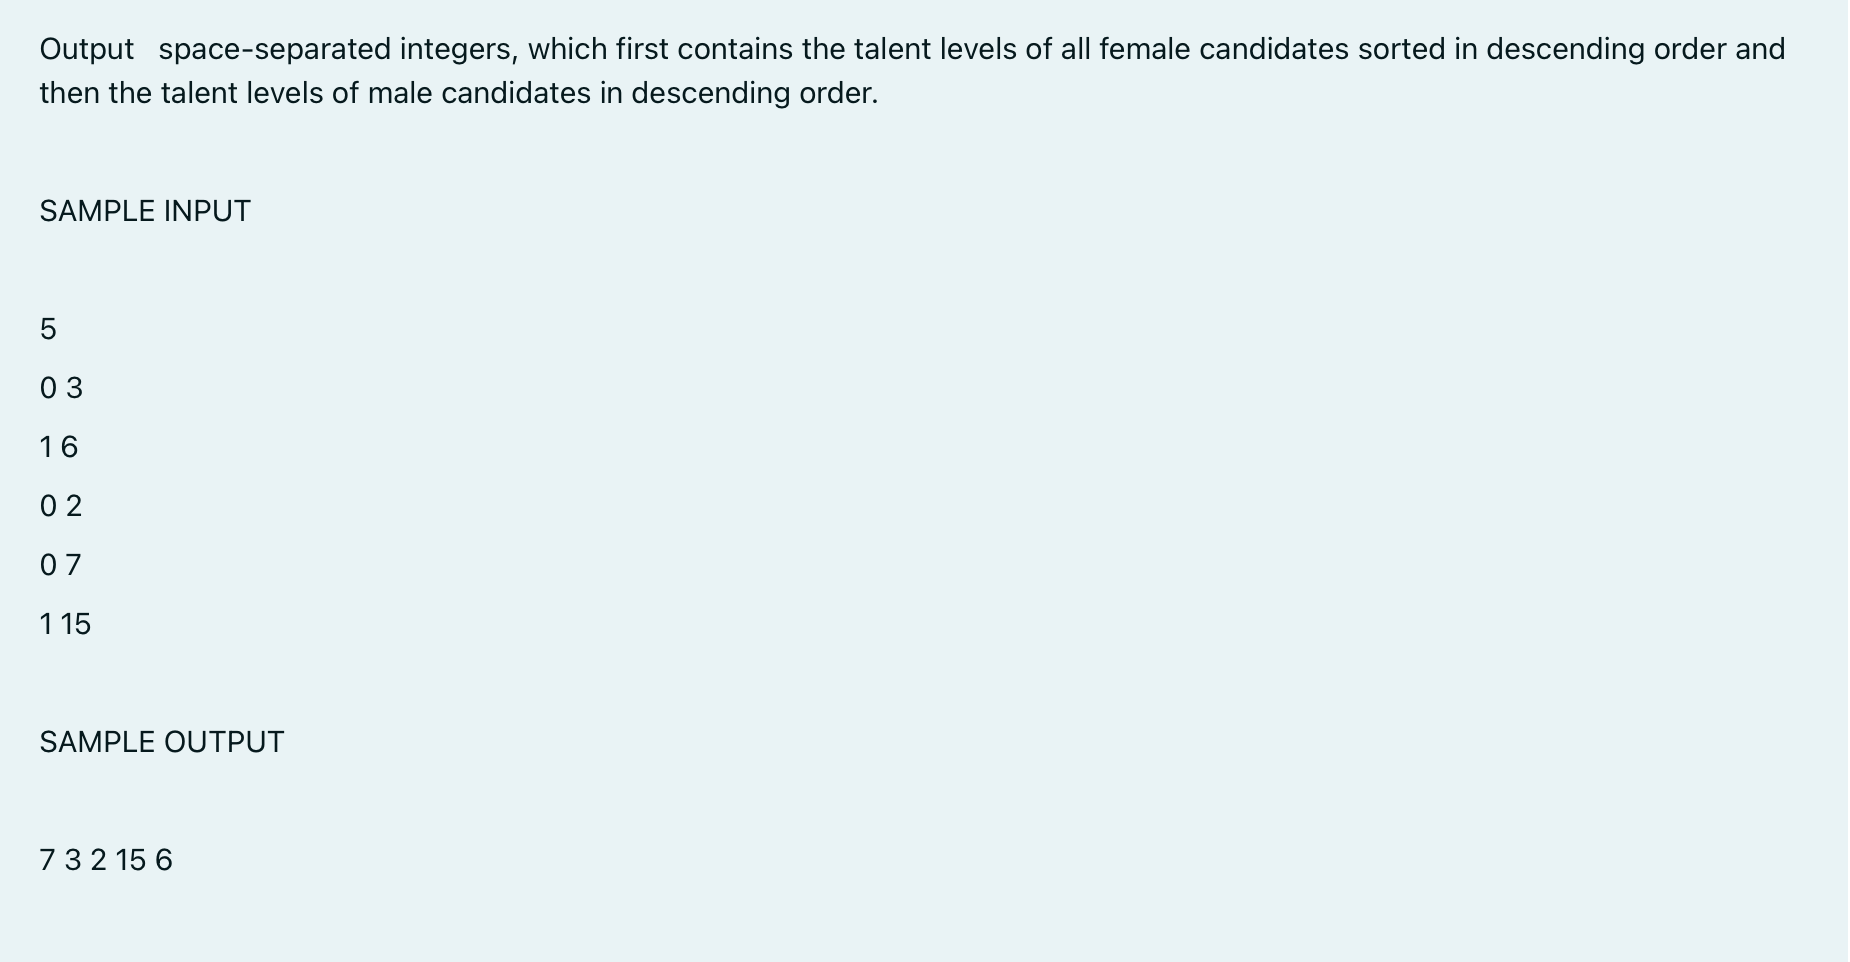 Output space-separated integers, which first contains the talent levels of all female candidates sorted in descending order and
then the talent levels of male candidates in descending order.
SAMPLE INPUT
5
0 3
1 6
0 2
0 7
1 15
SAMPLE OUTPUT
7 3 2 15 6